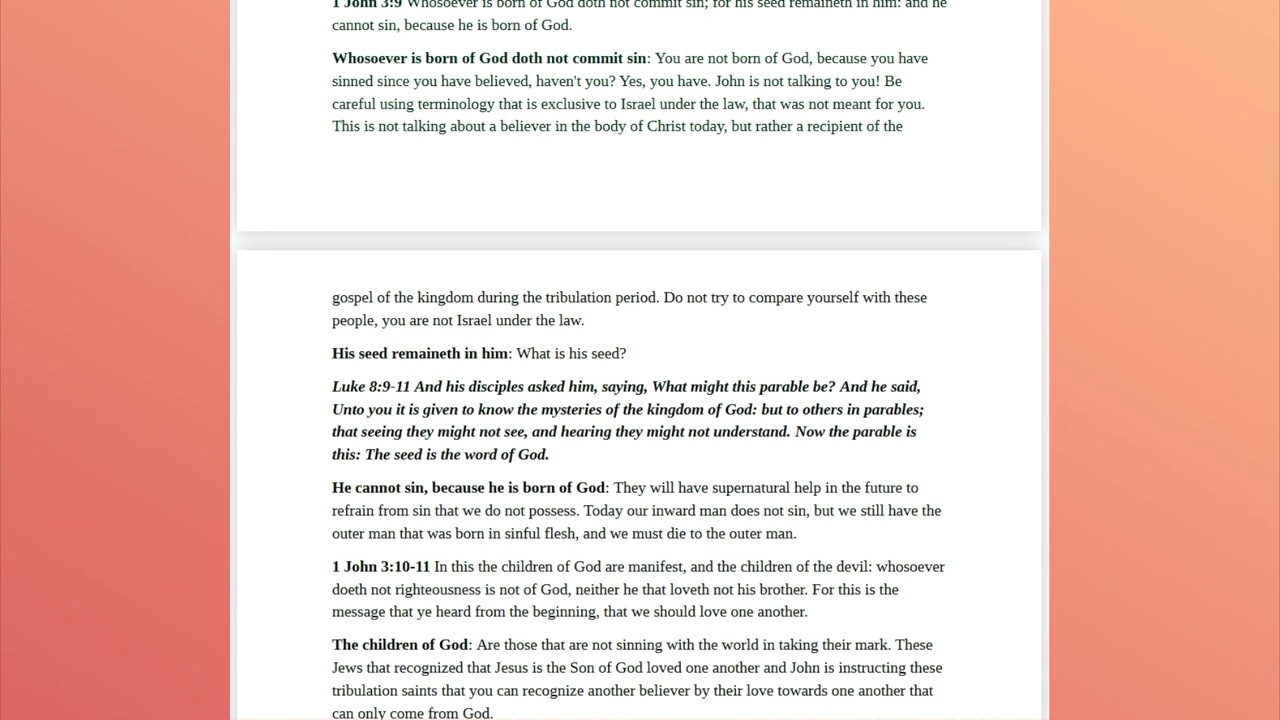 1 John 3:9 Whosoever is born of God doth not commit sin; for his seed remaineth in him: and he
cannot sin, because he is born of God.
Whosoever is born of God doth not commit sin: You are not born of God, because you have
sinned since you have believed, haven't you? Yes, you have. John is not talking to you! Be
careful using terminology that is exclusive to Israel under the law, that was not meant for you.
This is not talking about a believer in the body of Christ today, but rather a recipient of the
gospel of the kingdom during the tribulation period. Do not try to compare yourself with these
people, you are not Israel under the law.
His seed remaineth in him: What is his seed?
Luke 8:9-11 And his disciples asked him, saying, What might this parable be? And he said,
Unto you it is given to know the mysteries of the kingdom of God: but to others in parables;
that seeing they might not see, and hearing they might not understand. Now the parable is
this: The seed is the word of God.
He cannot sin, because he is born of God: They will have supernatural help in the future to
refrain from sin that we do not possess. Today our inward man does not sin, but we still have the
outer man that was born in sinful flesh, and we must die to the outer man.
1 John 3:10-11 In this the children of God are manifest, and the children of the devil: whosoever
doeth not righteousness is not of God, neither he that loveth not his brother. For this is the
message that ye heard from the beginning, that we should love one another.
The children of God: Are those that are not sinning with the world in taking their mark. These
Jews that recognized that Jesus is the Son of God loved one another and John is instructing these
tribulation saints that you can recognize another believer by their love towards one another that
can only come from God.